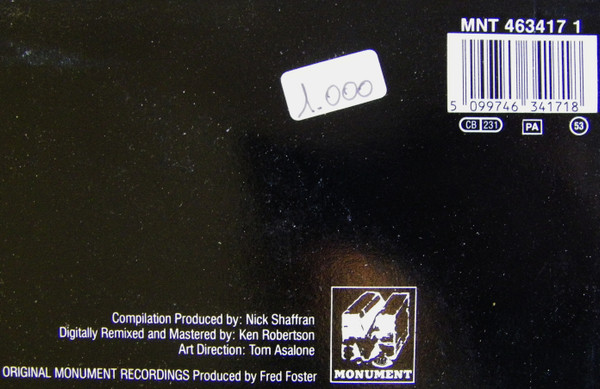 MNT 463417 1
5 099746 341718
CB 231 PA 53
1.000
Compilation Produced by: Nick Shaffran
Digitally Remixed and Mastered by: Ken Robertson
Art Direction: Tom Asalone
ORIGINAL MONUMENT RECORDINGS Produced by Fred Foster
MONUMENT